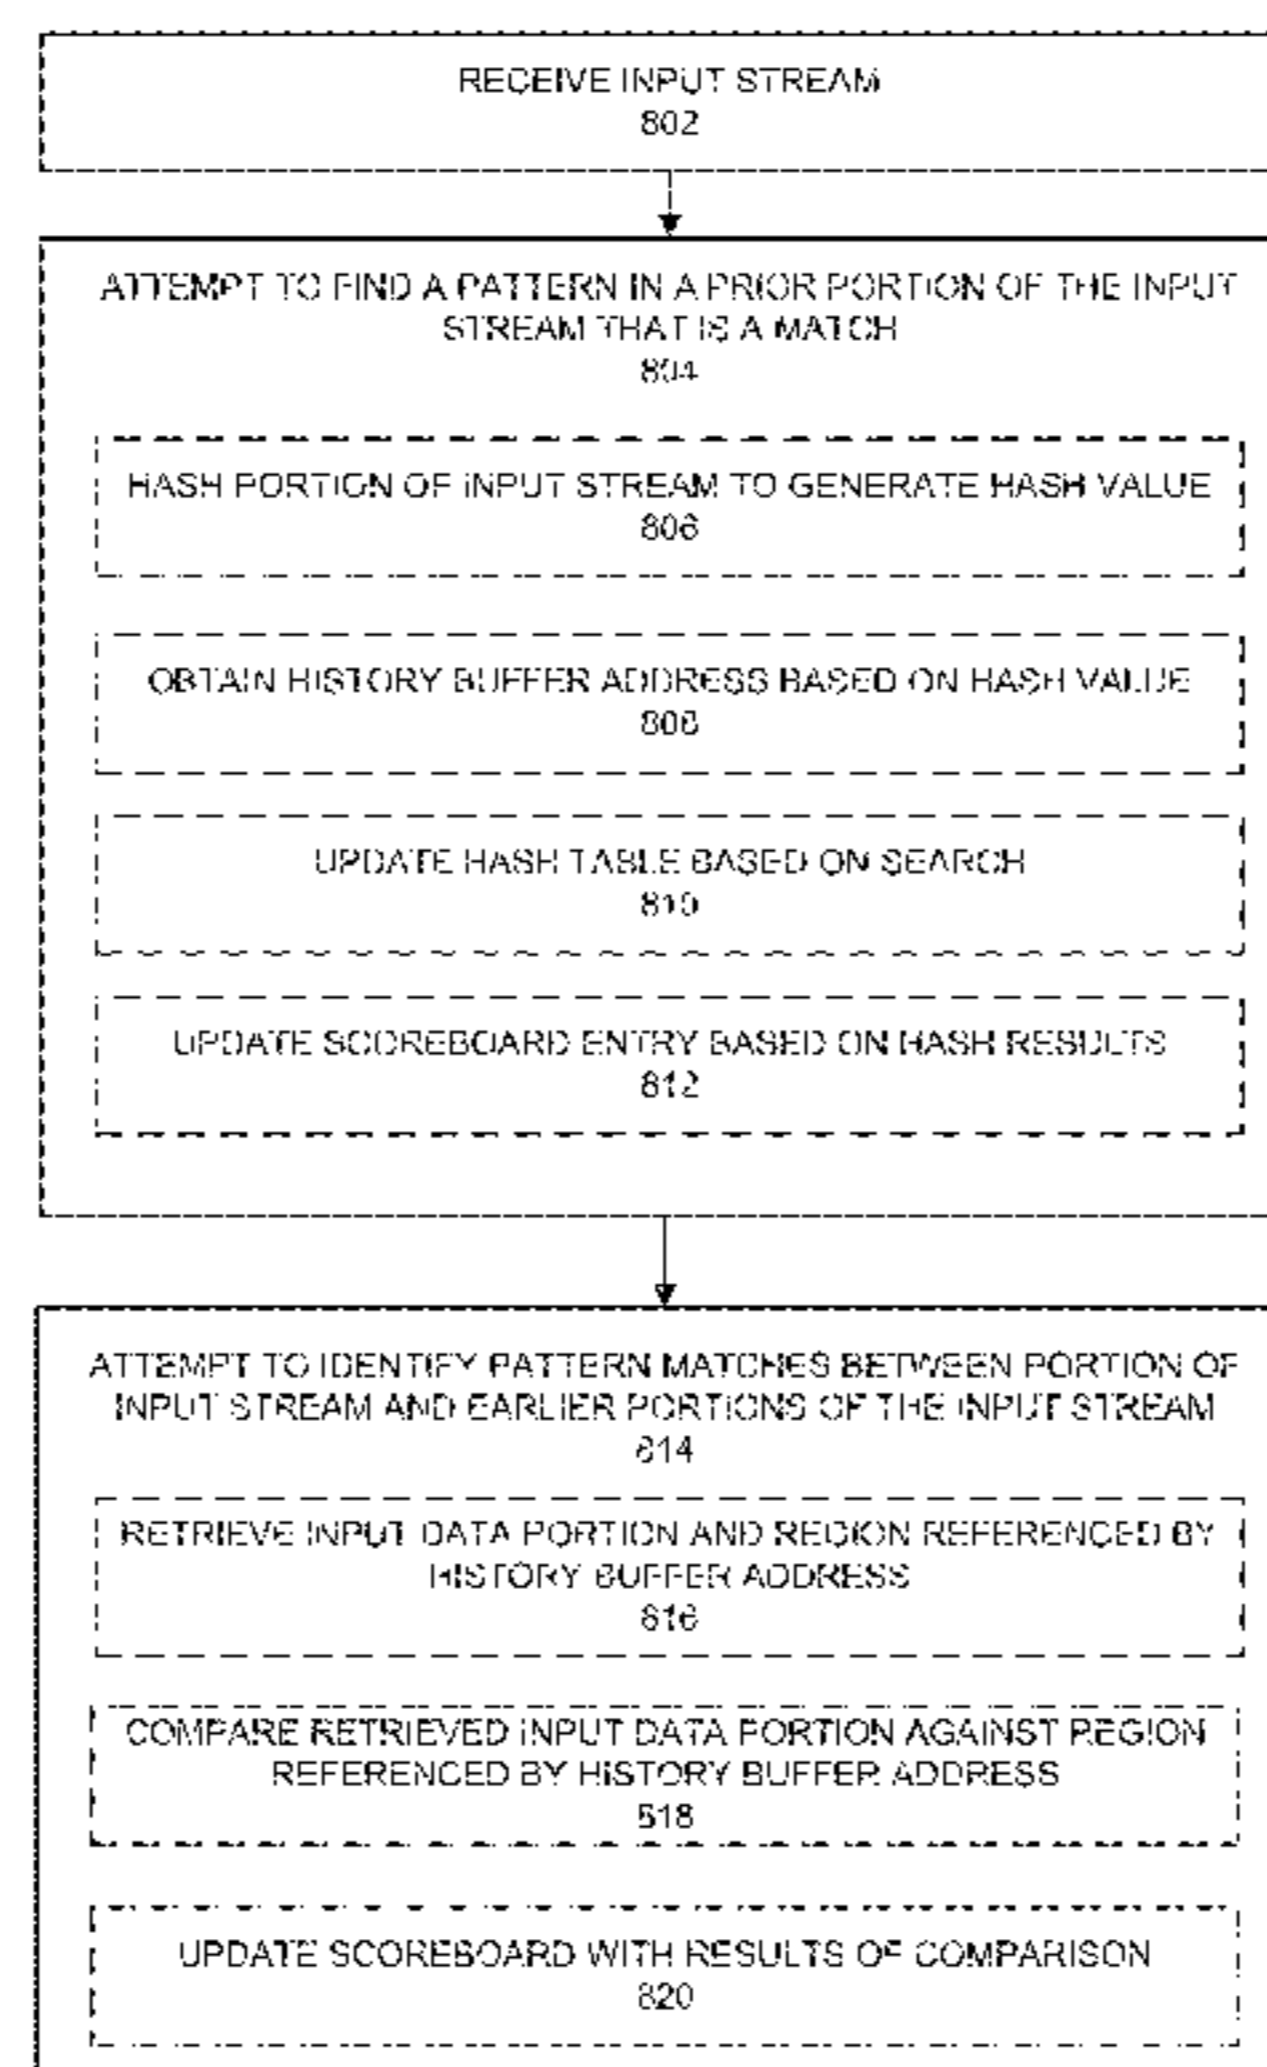 RECEIVE INPUT STREAM
802
ATTEMPT TO FIND A PATTERN IN A PRIOR PORTION OF THE INPUT
STREAM THAT IS A MATCH
804
HASH PORTION OF INPUT STREAM TO GENERATE HASH VALUE
806
OBTAIN HISTORY BUFFER ADDRESS BASED ON HASH VALUE
808
UPDATE HASH TABLE BASED ON SEARCH
810
UPDATE SCOREBOARD ENTRY BASED ON HASH RESULTS
812
ATTEMPT TO IDENTIFY PATTERN MATCHES BETWEEN PORTION OF
INPUT STREAM AND EARLIER PORTIONS OF THE INPUT STREAM
814
RETRIEVE INPUT DATA PORTION AND REGION REFERENCED BY
HISTORY BUFFER ADDRESS
816
COMPARE RETRIEVED INPUT DATA PORTION AGAINST REGION
REFERENCED BY HISTORY BUFFER ADDRESS
818
UPDATE SCOREBOARD WITH RESULTS OF COMPARISON
820